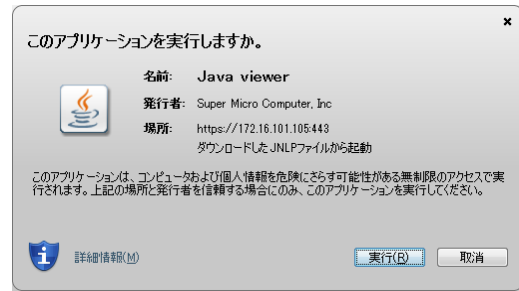 このアプリケーションを実行しますか。
名前: Java viewer
発行者: Super Micro Computer, Inc
場所: https://172.16.101.105:443
ダウンロードしたJNLPファイルから起動
このアプリケーションは、コンピュータおよび個人情報を危険にさらす可能性がある無制限のアクセスで実
行されます。上記の場所と発行者を信頼する場合にのみ、このアプリケーションを実行してください。
詳細情報(M)
実行(R) 取消